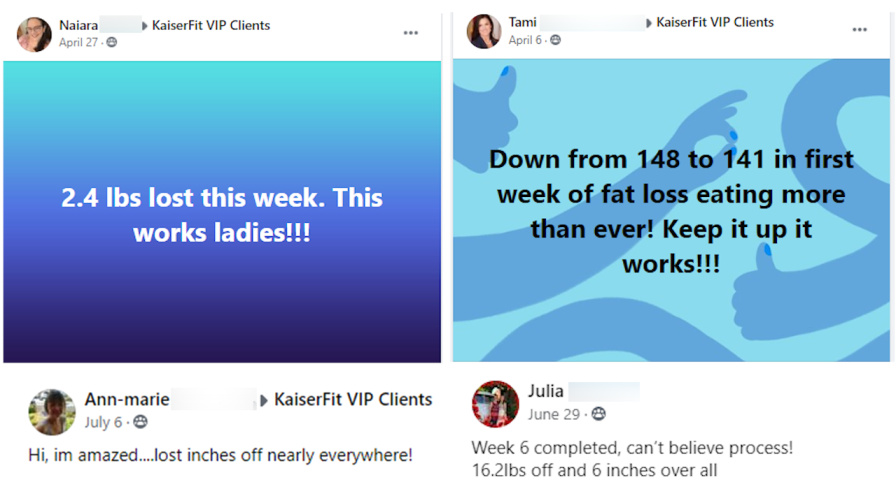 Naiara KaiserFit VIP Clients
April 27 ·
2.4 lbs lost this week. This
works ladies!!!
Tami KaiserFit VIP Clients
April 6 ·
Down from 148 to 141 in first
week of fat loss eating more
than ever! Keep it up it
works!!!
Ann-marie KaiserFit VIP Clients
July 6 ·
Hi, im amazed....lost inches off nearly everywhere!
Julia
June 29 ·
Week 6 completed, can't believe process!
16.2lbs off and 6 inches over all